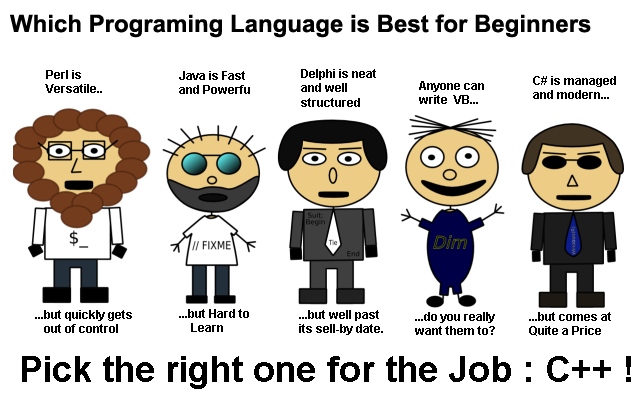 Which Programing Language is Best for Beginners
Perl is
Versatile..
Java is Fast
and Powerfu
Delphi is neat
and well
structured
Anyone can
write VB...
C# is managed
and modern...
$_
// FIXME
Suit.
Begin
Tie
End
Dim
...but quickly gets
out of control
...but Hard to
Learn
...but well past
its sell-by date.
...do you really
want them to?
...but comes at
Quite a Price
Pick the right one for the Job : C++ !